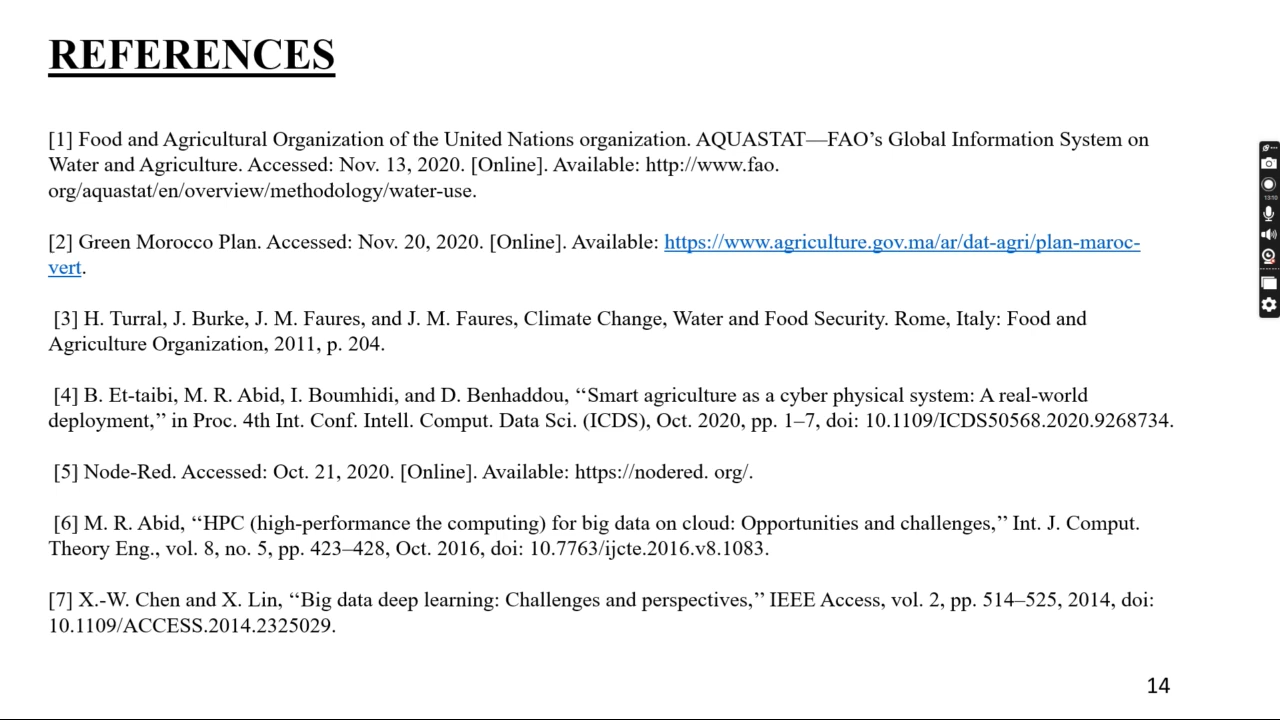 REFERENCES
[1] Food and Agricultural Organization of the United Nations organization. AQUASTAT—FAO’s Global Information System on
Water and Agriculture. Accessed: Nov. 13, 2020. [Online]. Available: http://www.fao.
org/aquastat/en/overview/methodology/water-use.
[2] Green Morocco Plan. Accessed: Nov. 20, 2020. [Online]. Available: https://www.agriculture.gov.ma/ar/dat-agri/plan-maroc-
vert.
[3] H. Turral, J. Burke, J. M. Faures, and J. M. Faures, Climate Change, Water and Food Security. Rome, Italy: Food and
Agriculture Organization, 2011, p. 204.
[4] B. Et-taibi, M. R. Abid, I. Boumhidi, and D. Benhaddou, ‘‘Smart agriculture as a cyber physical system: A real-world
deployment,’’ in Proc. 4th Int. Conf. Intell. Comput. Data Sci. (ICDS), Oct. 2020, pp. 1–7, doi: 10.1109/ICDS50568.2020.9268734.
[5] Node-Red. Accessed: Oct. 21, 2020. [Online]. Available: https://nodered. org/.
[6] M. R. Abid, ‘‘HPC (high-performance the computing) for big data on cloud: Opportunities and challenges,’’ Int. J. Comput.
Theory Eng., vol. 8, no. 5, pp. 423–428, Oct. 2016, doi: 10.7763/ijcte.2016.v8.1083.
[7] X.-W. Chen and X. Lin, ‘‘Big data deep learning: Challenges and perspectives,’’ IEEE Access, vol. 2, pp. 514–525, 2014, doi:
10.1109/ACCESS.2014.2325029.
14
13:10